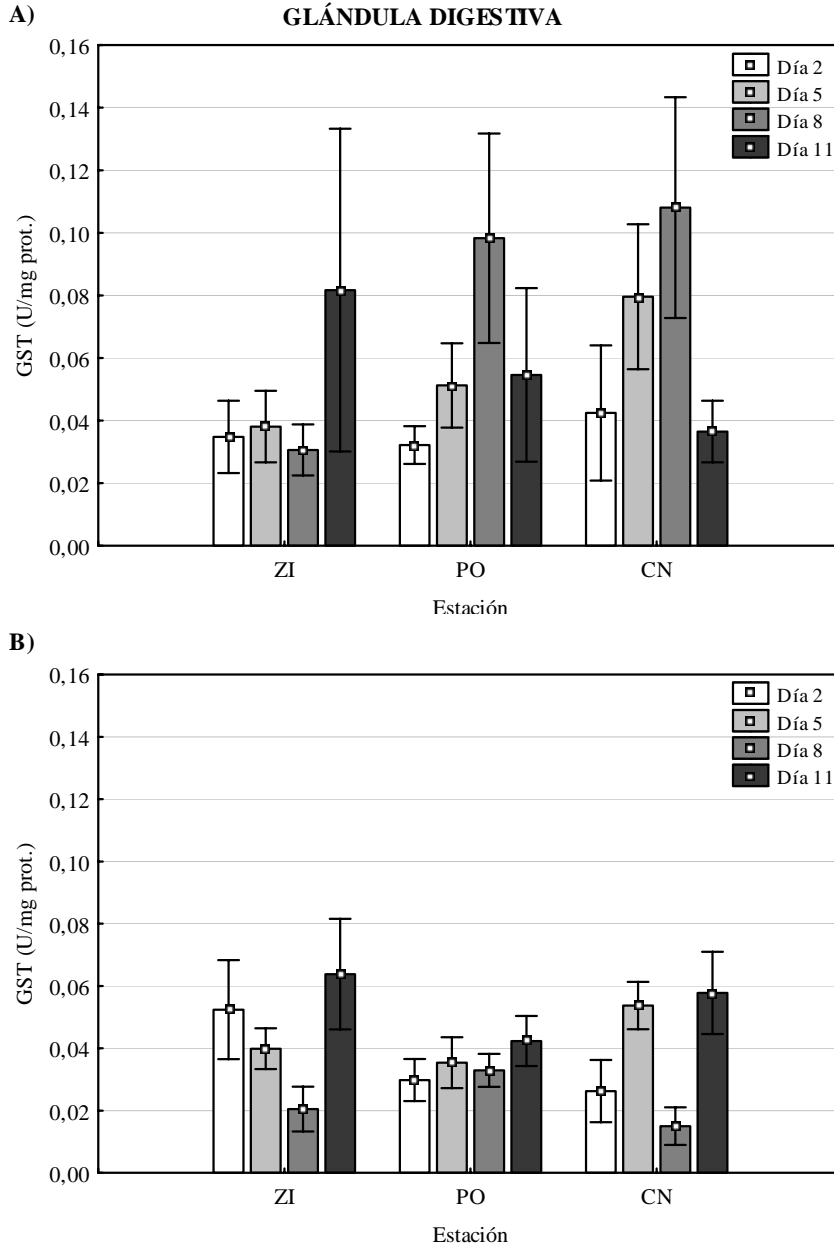 A)
GLÁNDULA DIGESTIVA
0,16
0,14
0,12
0,10
0,08
0,06
0,04
0,02
0,00
GST (U/mg prot.)
Día 2
Día 5
Día 8
Día 11
ZI PO CN
Estación
B)
0,16
0,14
0,12
0,10
0,08
0,06
0,04
0,02
0,00
GST (U/mg prot.)
Día 2
Día 5
Día 8
Día 11
ZI PO CN
Estación